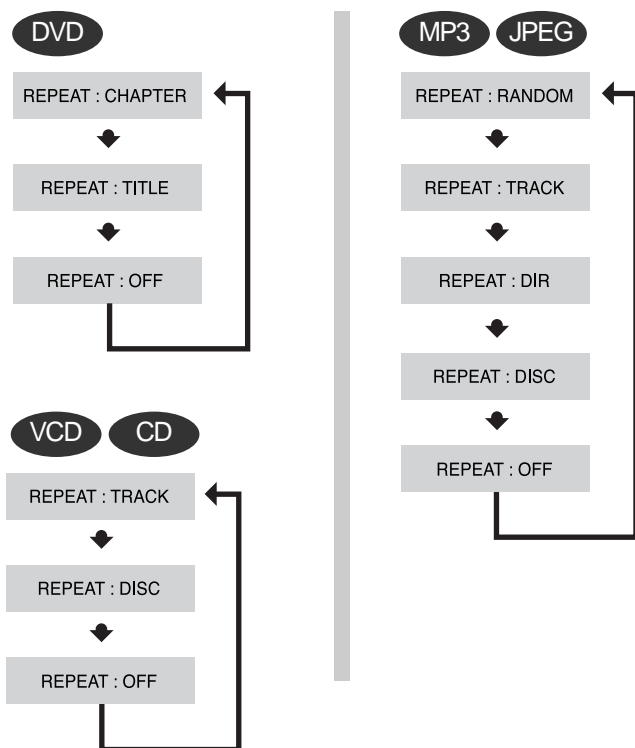 DVD
REPEAT : CHAPTER
REPEAT : TITLE
REPEAT : OFF
VCD CD
REPEAT : TRACK
REPEAT : DISC
REPEAT : OFF
MP3 JPEG
REPEAT : RANDOM
REPEAT : TRACK
REPEAT : DIR
REPEAT : DISC
REPEAT : OFF